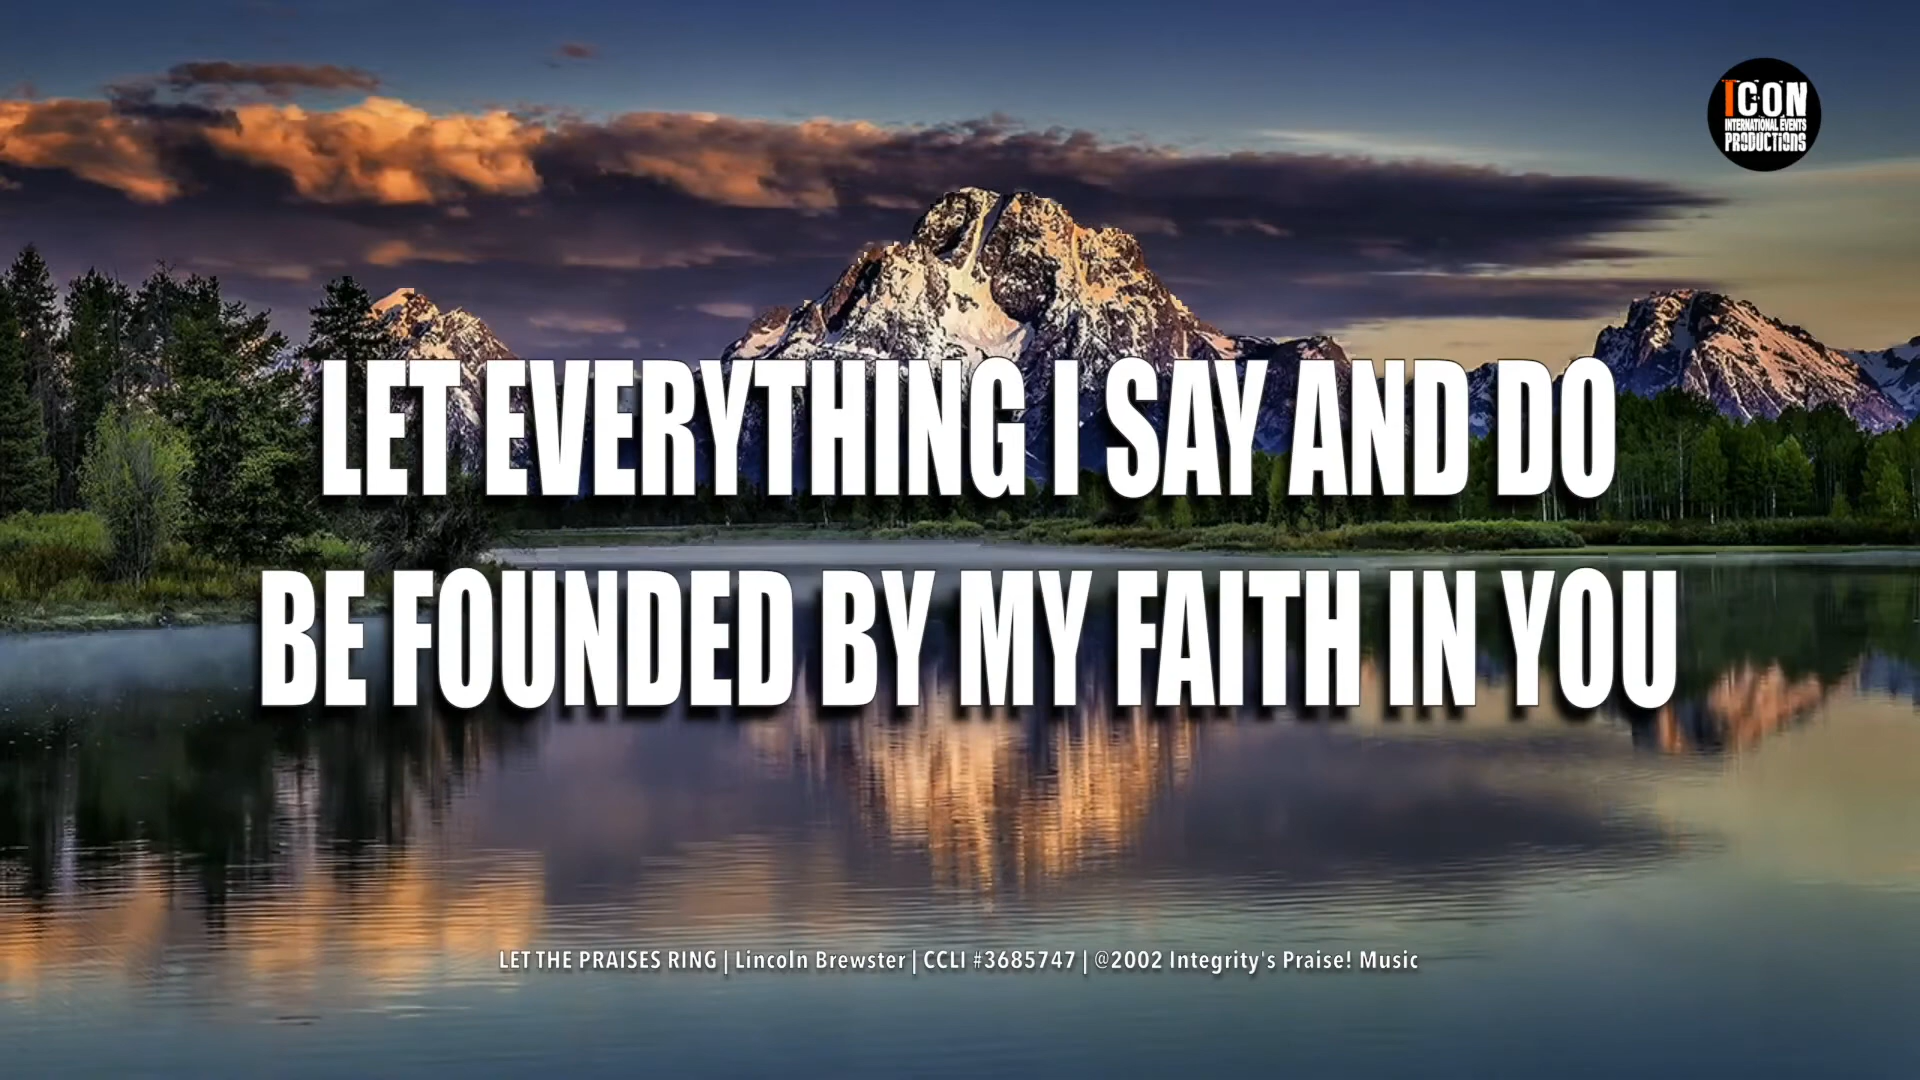 ICON
INTERNATIONAL EVENTS
PRODUCTIONS
LET EVERYTHING I SAY AND DO
BE FOUNDED BY MY FAITH IN YOU
LET THE PRAISES RING | Lincoln Brewster | CCLI #3685747 | @2002 Integrity's Praise! Music